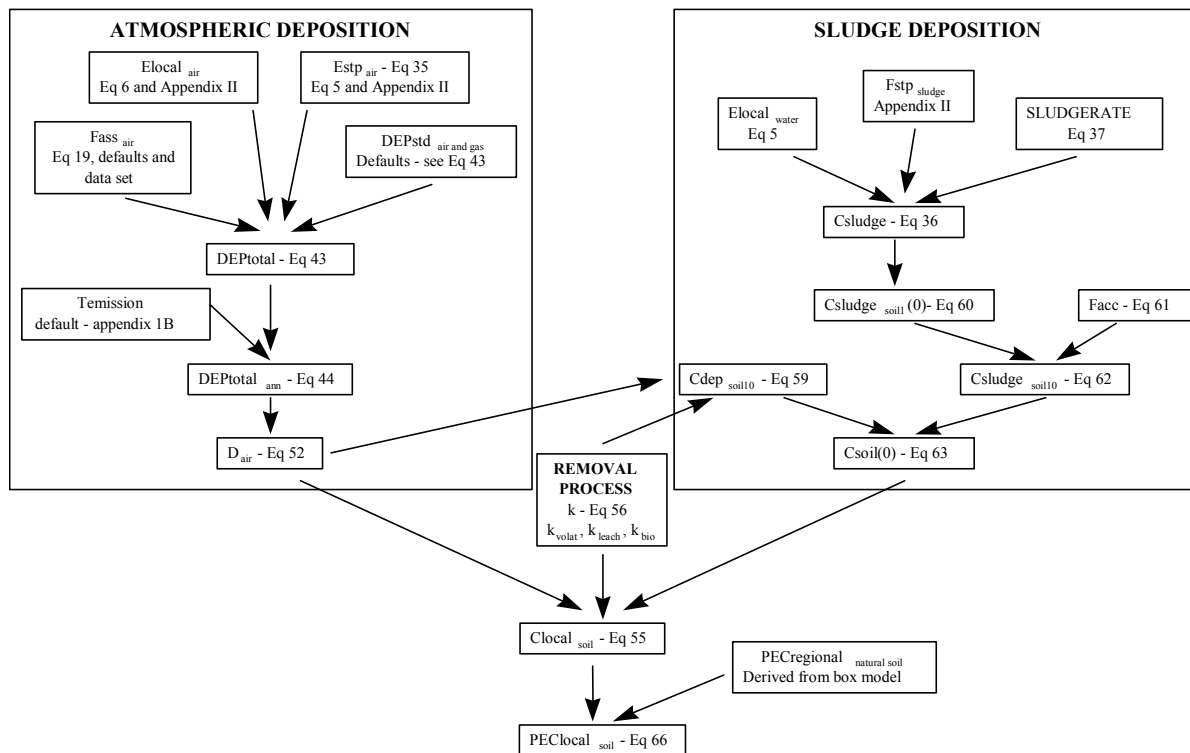 ATMOSPHERIC DEPOSITION
Elocal air
Eq 6 and Appendix II
Estp air - Eq 35
Eq 5 and Appendix II
Fass air
Eq 19, defaults and
data set
DEPstd air and gas
Defaults - see Eq 43
DEPtotal - Eq 43
Temission
default - appendix 1B
DEPtotal ann - Eq 44
D air - Eq 52
SLUDGE DEPOSITION
Elocal water
Eq 5
Fstp sludge
Appendix II
SLUDGERATE
Eq 37
Csludge - Eq 36
Csludge soil1 (0)- Eq 60
Facc - Eq 61
Cdep soil10 - Eq 59
Csludge soil10 - Eq 62
Csoil(0) - Eq 63
REMOVAL
PROCESS
k - Eq 56
k volat , k leach , k bio
Clocal soil - Eq 55
PECregional natural soil
Derived from box model
PEClocal soil - Eq 66